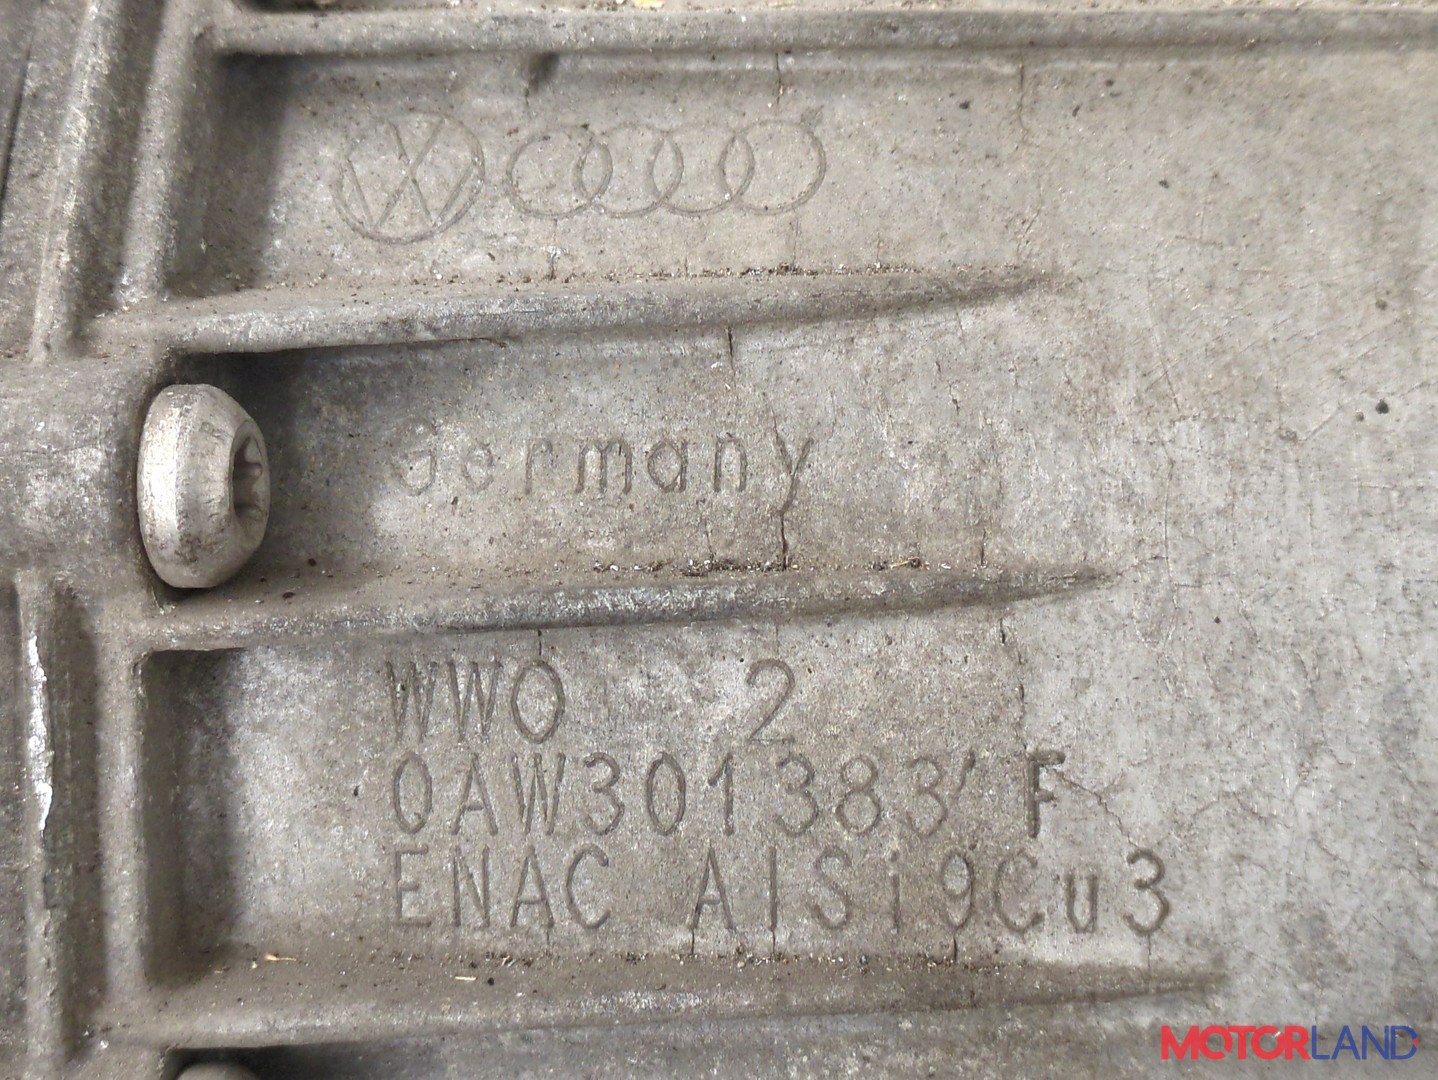 Germany
WWO 2
0AW301383 F
ENAC AlSi9Cu3
MOTORLAND